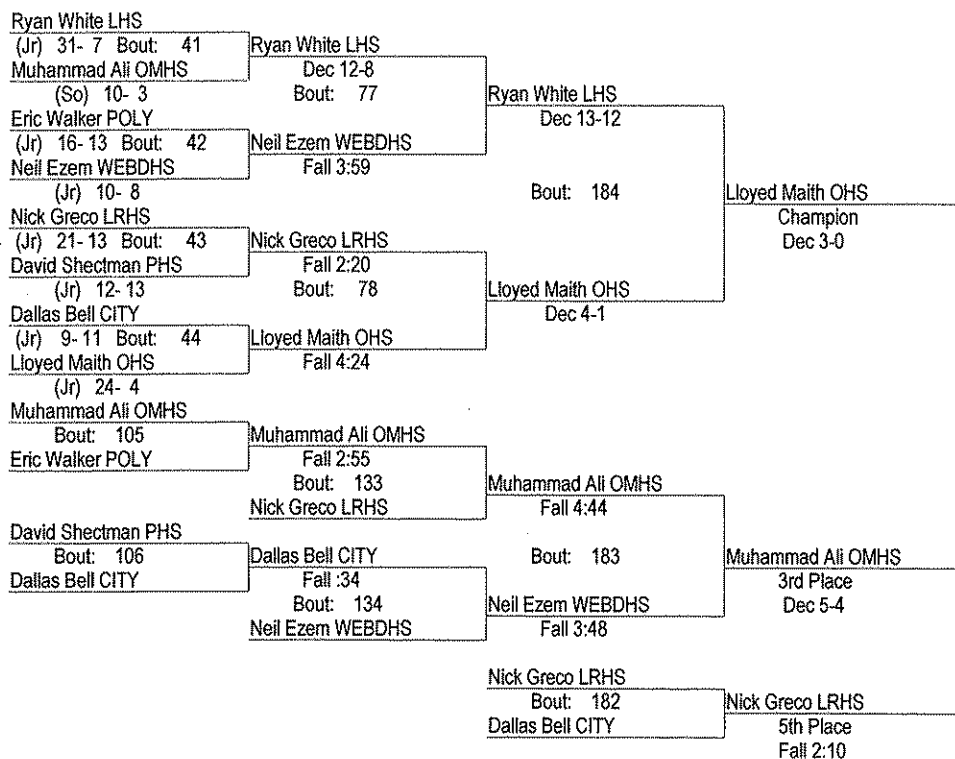 Ryan White LHS
(Jr) 31- 7 Bout: 41
Muhammad Ali OMHS
(So) 10- 3
Eric Walker POLY
(Jr) 16- 13 Bout: 42
Neil Ezem WEBDHS
(Jr) 10- 8
Nick Greco LRHS
(Jr) 21- 13 Bout: 43
David Shectman PHS
(Jr) 12- 13
Dallas Bell CITY
(Jr) 9- 11 Bout: 44
Lloyed Maith OHS
(Jr) 24- 4
Ryan White LHS
Dec 12-8
Bout: 77
Neil Ezem WEBDHS
Fall 3:59
Nick Greco LRHS
Fall 2:20
Bout: 78
Lloyed Maith OHS
Fall 4:24
Ryan White LHS
Dec 13-12
Bout: 184
Lloyed Maith OHS
Dec 4-1
Lloyed Maith OHS
Champion
Dec 3-0
Muhammad Ali OMHS
Bout: 105
Eric Walker POLY
David Shectman PHS
Bout: 106
Dallas Bell CITY
Muhammad Ali OMHS
Fall 2:55
Bout: 133
Nick Greco LRHS
Dallas Bell CITY
Fall :34
Bout: 134
Neil Ezem WEBDHS
Muhammad Ali OMHS
Fall 4:44
Bout: 183
Neil Ezem WEBDHS
Fall 3:48
Muhammad Ali OMHS
3rd Place
Dec 5-4
Nick Greco LRHS
Bout: 182
Dallas Bell CITY
Nick Greco LRHS
5th Place
Fall 2:10